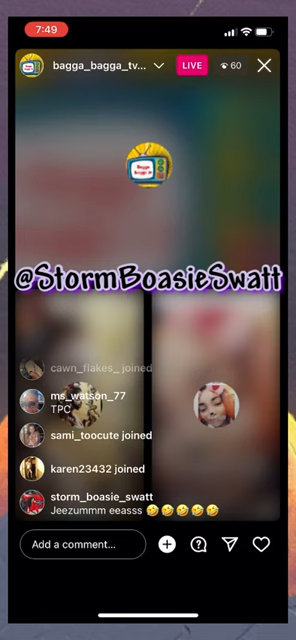 7:49
bagga_bagga_tv...
LIVE
60
@StormBoasieSwatt
cawn_flakes_ joined
ms_watson_77
TPC
sami_toocute joined
karen23432 joined
storm_boasie_swatt
Jeezummm eeasss 🤣🤣🤣🤣🤣
Add a comment...